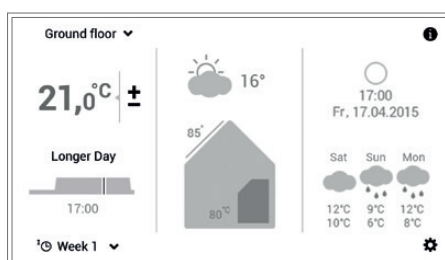 Ground floor
21,0°C ±
Longer Day
17:00
Week 1
16°
85°
80°C
17:00
Fr, 17.04.2015
Sat Sun Mon
12°C 9°C 12°C
10°C 6°C 8°C